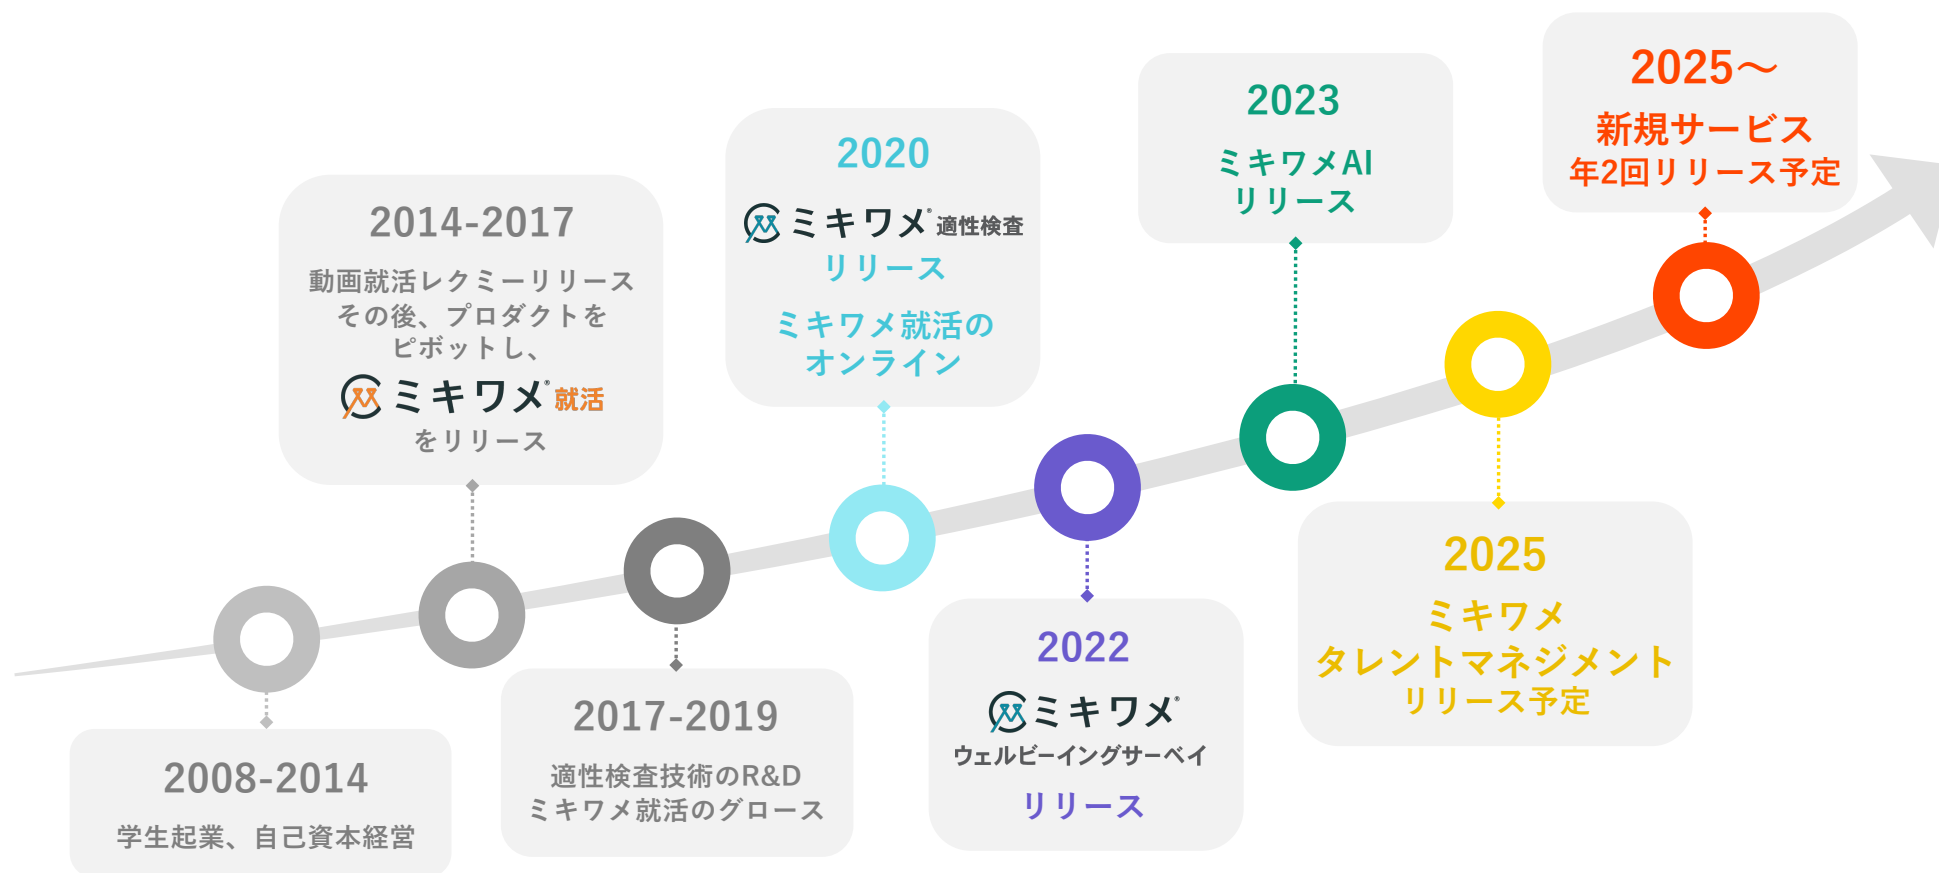 2008-2014
学生起業、自己資本経営
2014-2017
動画就活レクミーリリース
その後、プロダクトを
ピボットし、
ミキワメ® 就活
をリリース
2017-2019
適性検査技術のR&D
ミキワメ就活のグロース
2020
ミキワメ® 適性検査
リリース
ミキワメ就活の
オンライン
2022
ミキワメ®
ウェルビーイングサーベイ
リリース
2023
ミキワメAI
リリース
2025
ミキワメ
タレントマネジメント
リリース予定
2025〜
新規サービス
年2回リリース予定